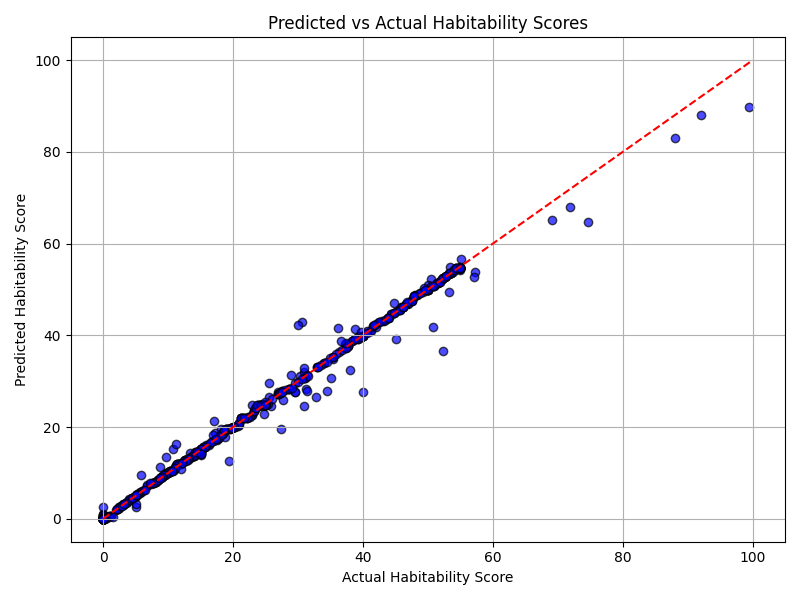 Predicted vs Actual Habitability Scores
Predicted Habitability Score
100
80
60
40
20
0
0 20 40 60 80 100
Actual Habitability Score